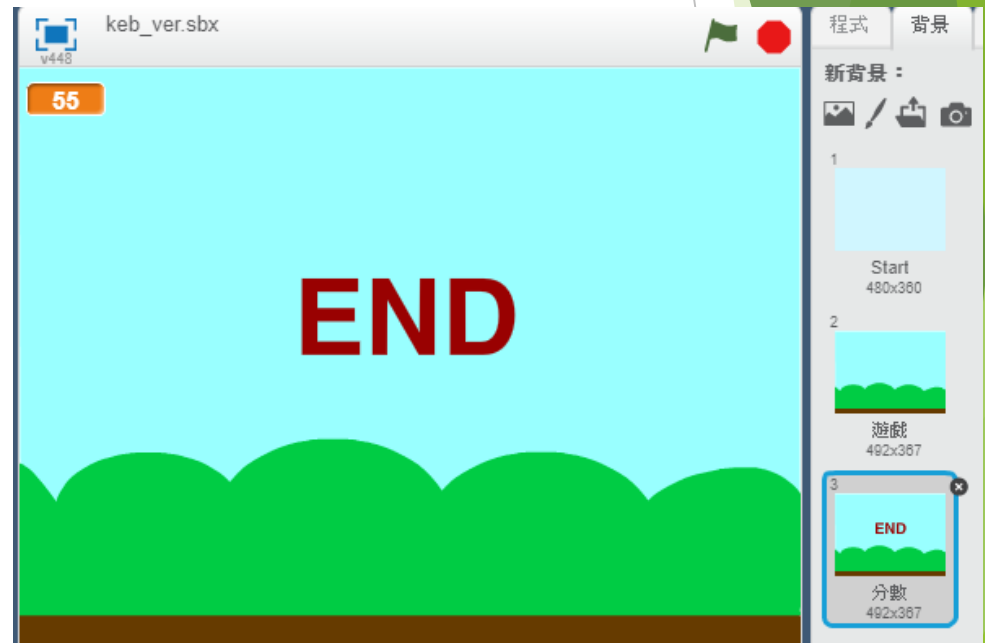 keb_ver.sbx
v448
55
END
程式
背景
新背景：
1
Start
480x360
2
遊戲
492x367
3
END
分數
492x367